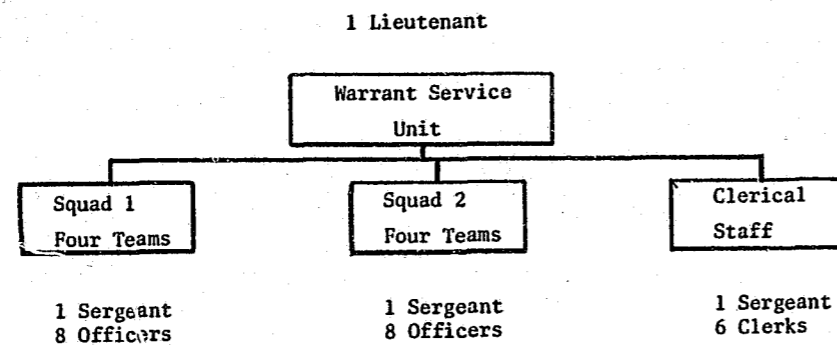 1 Lieutenant
Warrant Service
Unit
Squad 1
Four Teams
Squad 2
Four Teams
Clerical
Staff
1 Sergeant
8 Officers
1 Sergeant
8 Officers
1 Sergeant
6 Clerks